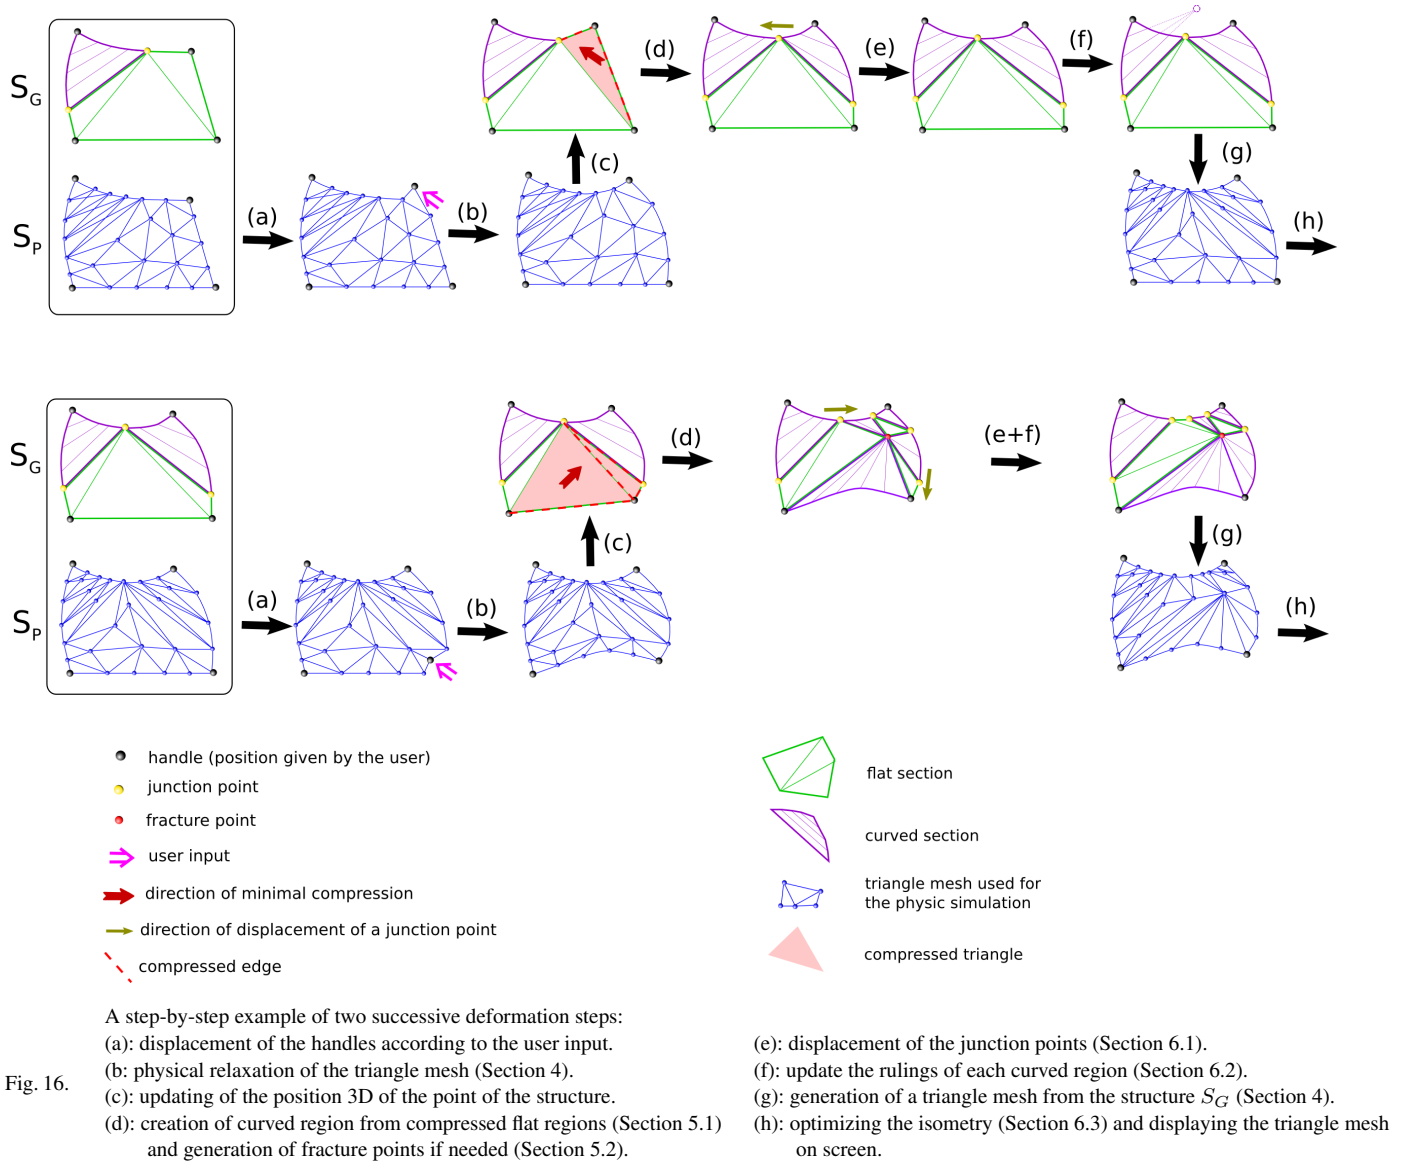 S_G
(d)
(e)
(f)
(c)
(g)
S_P
(a)
(b)
(h)
S_G
(d)
(e+f)
(c)
(g)
S_P
(a)
(b)
(h)
handle (position given by the user)
junction point
fracture point
user input
direction of minimal compression
direction of displacement of a junction point
compressed edge
flat section
curved section
triangle mesh used for
the physic simulation
compressed triangle
Fig. 16.
A step-by-step example of two successive deformation steps:
(a): displacement of the handles according to the user input.
(b): physical relaxation of the triangle mesh (Section 4).
(c): updating of the position 3D of the point of the structure.
(d): creation of curved region from compressed flat regions (Section 5.1)
and generation of fracture points if needed (Section 5.2).
(e): displacement of the junction points (Section 6.1).
(f): update the rulings of each curved region (Section 6.2).
(g): generation of a triangle mesh from the structure S_G (Section 4).
(h): optimizing the isometry (Section 6.3) and displaying the triangle mesh
on screen.